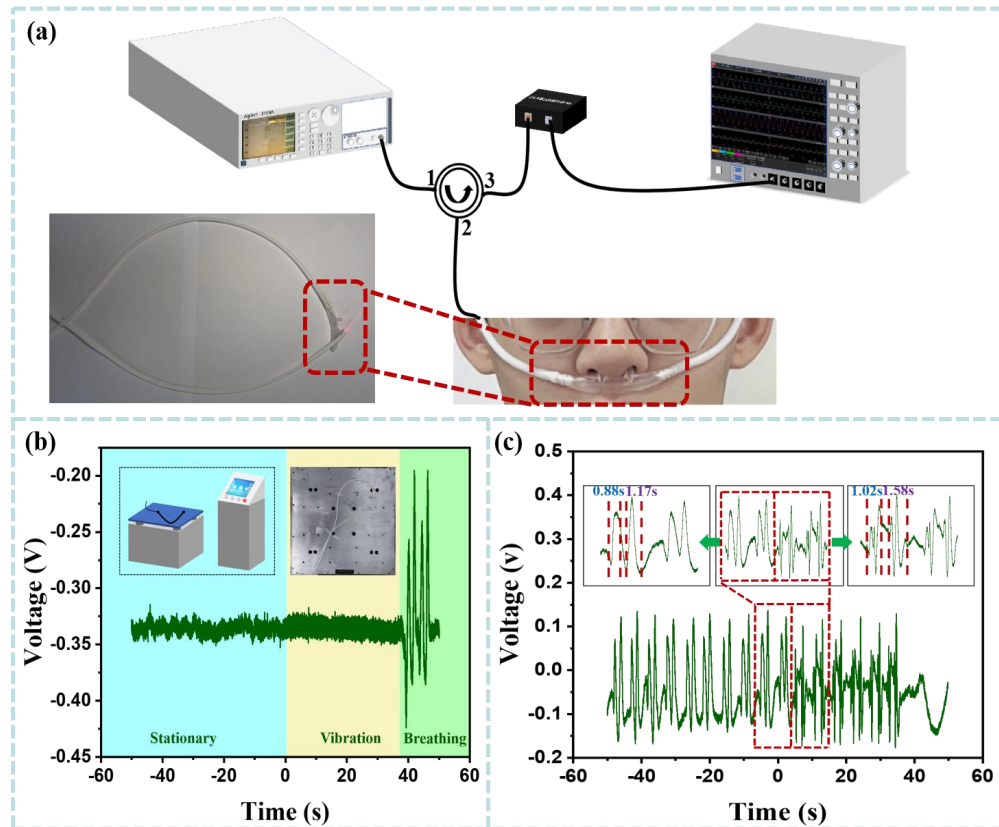 (a)
Agilent
1
3
2
(b)
-0.20
-0.25
-0.30
-0.35
-0.40
-0.45
Voltage (V)
Stationary
Vibration
Breathing
-60 -40 -20 0 20 40 60
Time (s)
(c)
0.5
0.4
0.3
0.2
0.1
0.0
-0.1
-0.2
Voltage (v)
0.88s 1.17s
1.02s 1.58s
-60 -40 -20 0 20 40 60
Time (s)